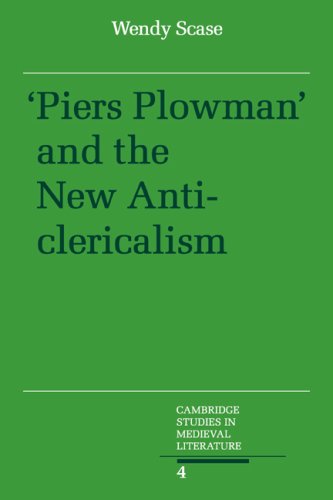 Wendy Scase
‘Piers Plowman’
and the
New Anti-
clericalism
CAMBRIDGE
STUDIES IN
MEDIEVAL
LITERATURE
4